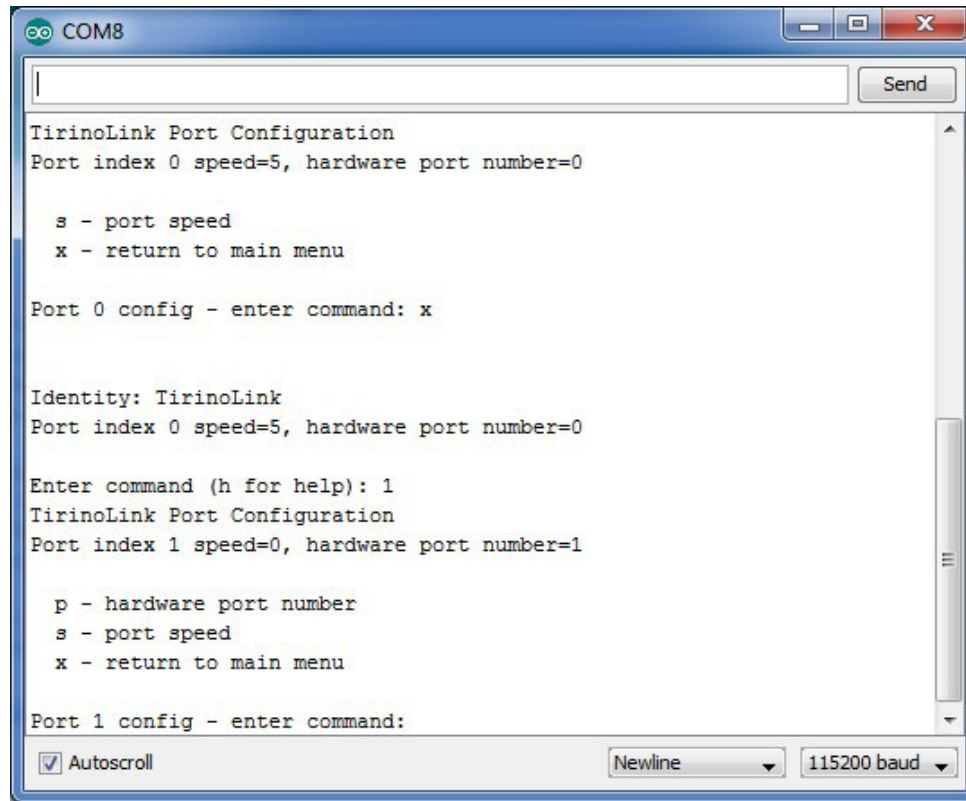 COM8
Send
TirinoLink Port Configuration
Port index 0 speed=5, hardware port number=0
s - port speed
x - return to main menu
Port 0 config - enter command: x
Identity: TirinoLink
Port index 0 speed=5, hardware port number=0
Enter command (h for help): 1
TirinoLink Port Configuration
Port index 1 speed=0, hardware port number=1
p - hardware port number
s - port speed
x - return to main menu
Port 1 config - enter command:
Autoscroll
Newline
115200 baud